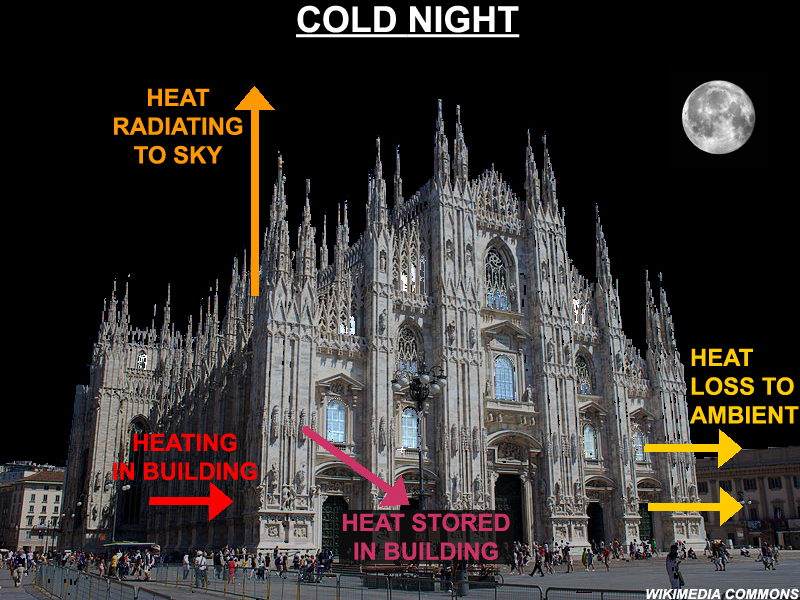 COLD NIGHT
HEAT
RADIATING
TO SKY
HEAT
LOSS TO
AMBIENT
HEATING
IN BUILDING
HEAT STORED
IN BUILDING
WIKIMEDIA COMMONS